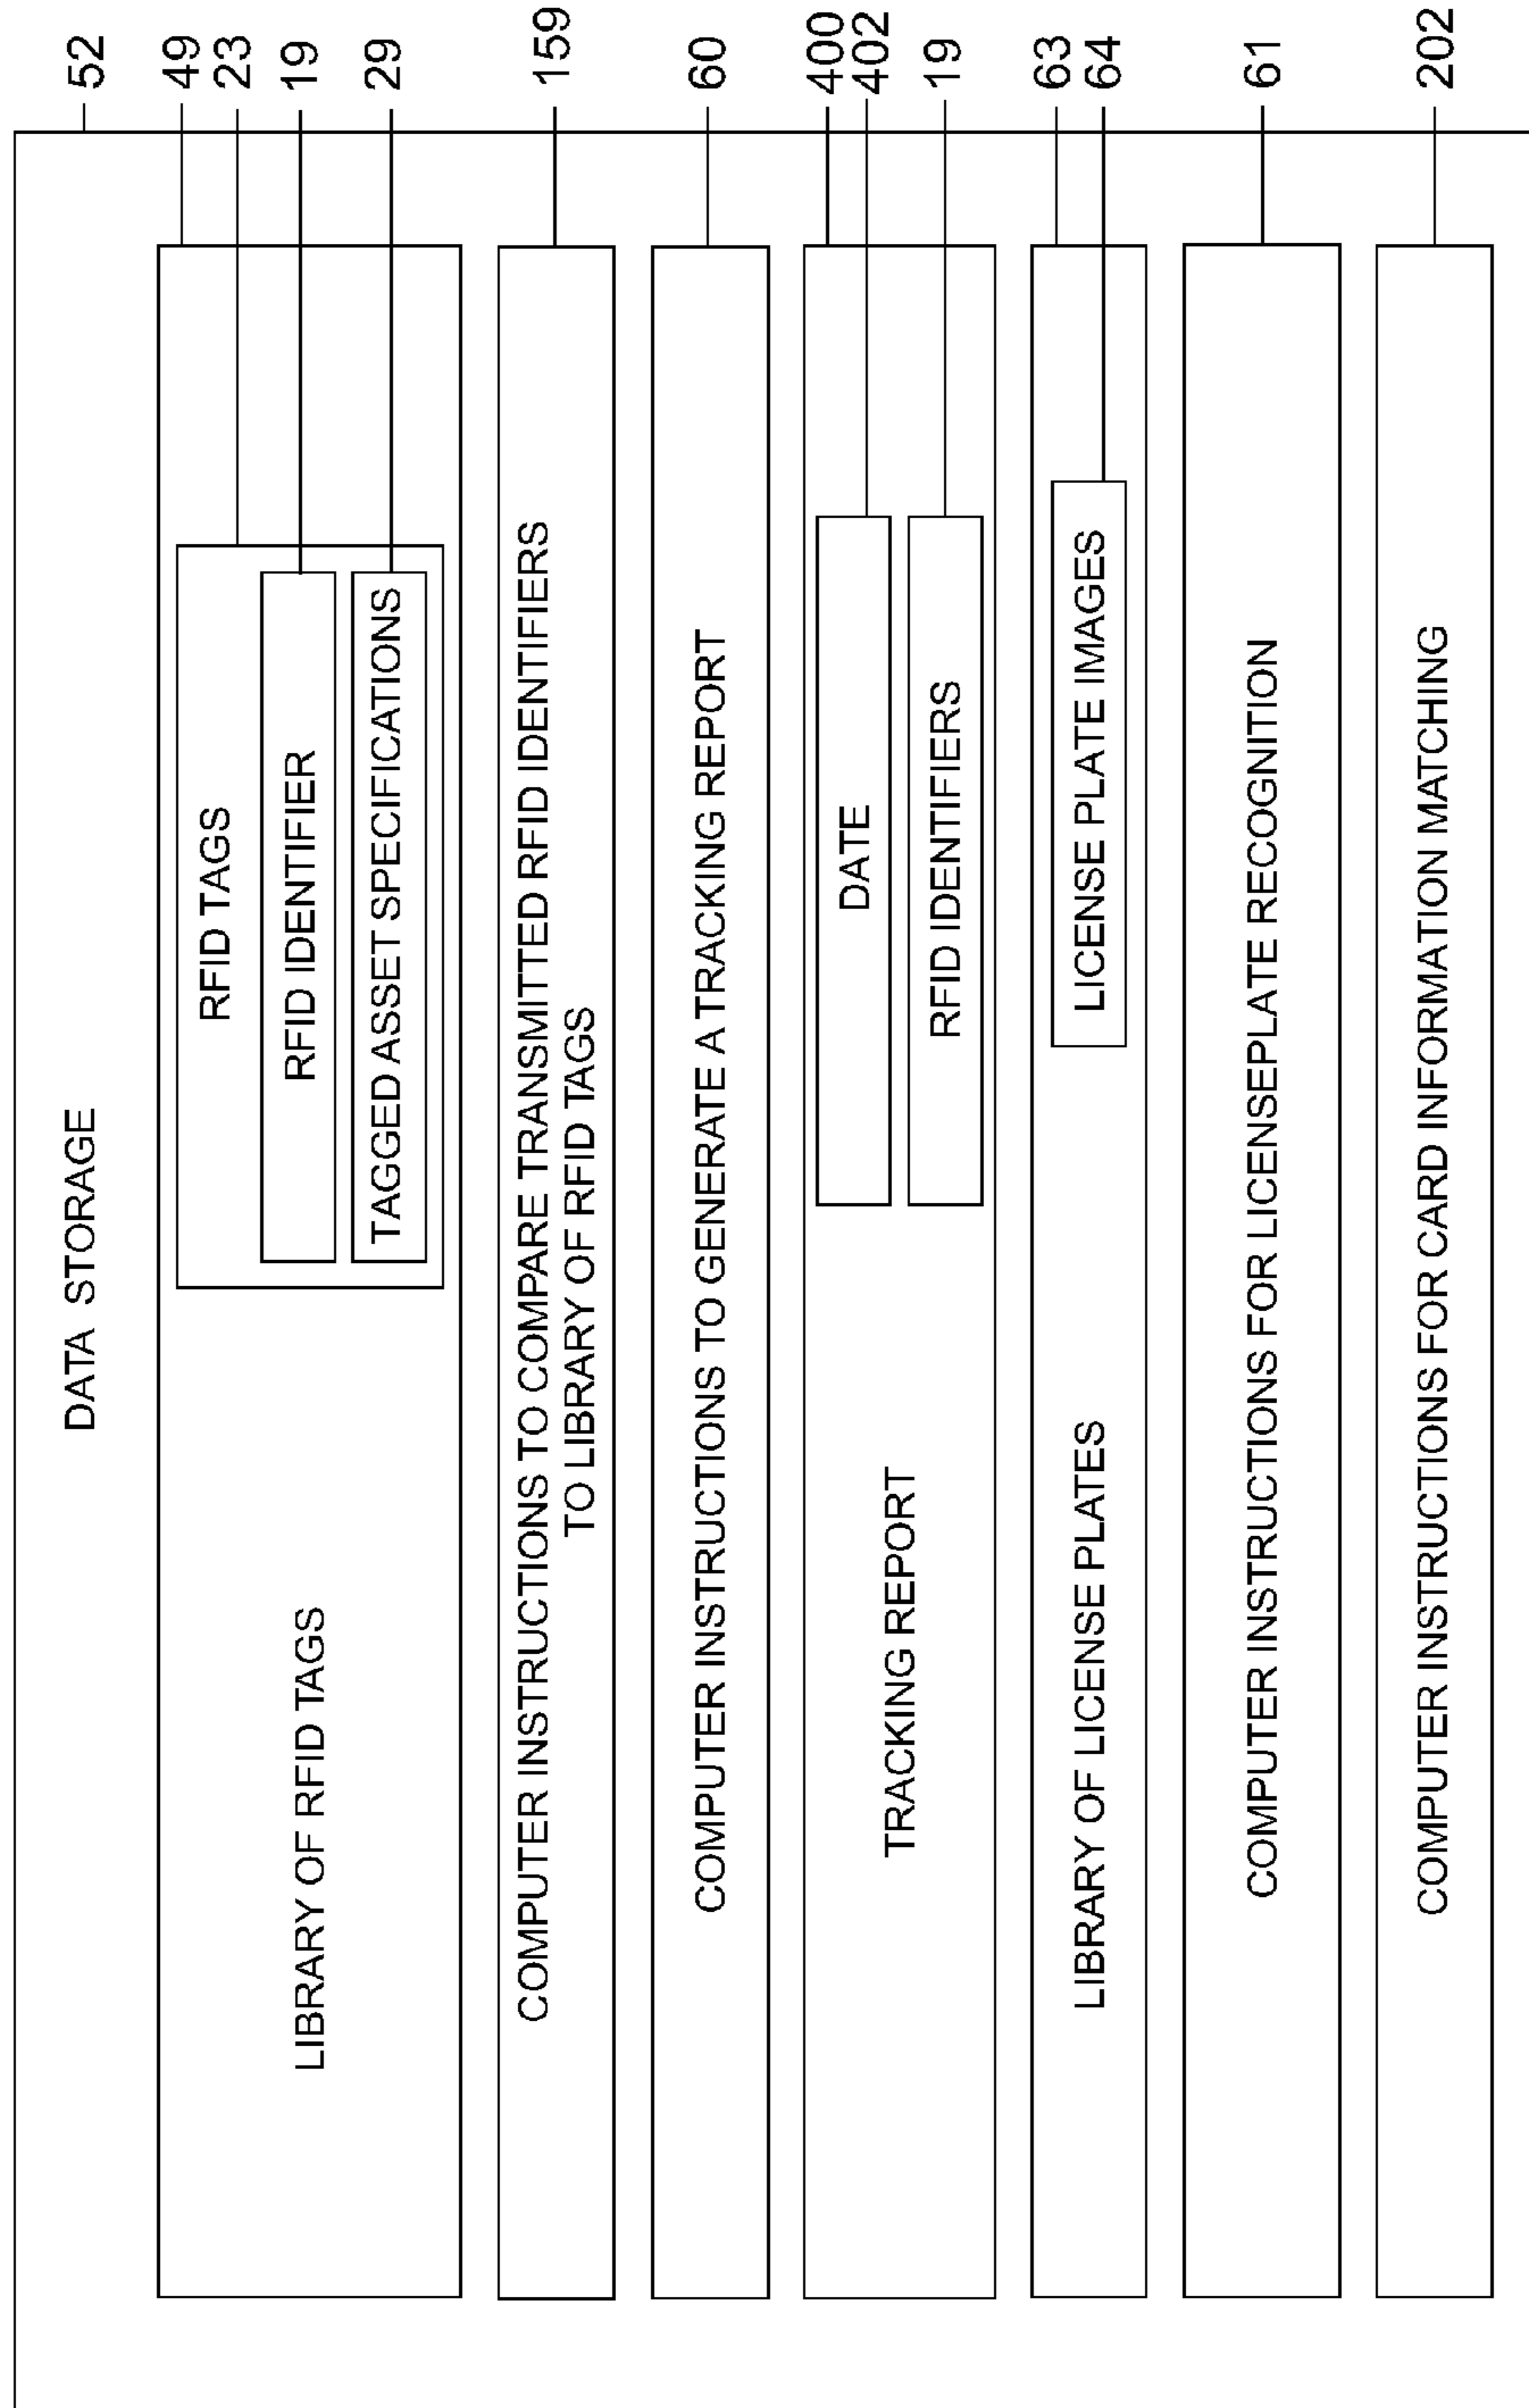 DATA STORAGE
52
49
23
RFID TAGS
19
RFID IDENTIFIER
LIBRARY OF RFID TAGS
29
TAGGED ASSET SPECIFICATIONS
159
COMPUTER INSTRUCTIONS TO COMPARE TRANSMITTED RFID IDENTIFIERS
TO LIBRARY OF RFID TAGS
60
COMPUTER INSTRUCTIONS TO GENERATE A TRACKING REPORT
400
402
DATE
TRACKING REPORT
19
RFID IDENTIFIERS
63
64
LIBRARY OF LICENSE PLATES
LICENSE PLATE IMAGES
61
COMPUTER INSTRUCTIONS FOR LICENSEPLATE RECOGNITION
202
COMPUTER INSTRUCTIONS FOR CARD INFORMATION MATCHING